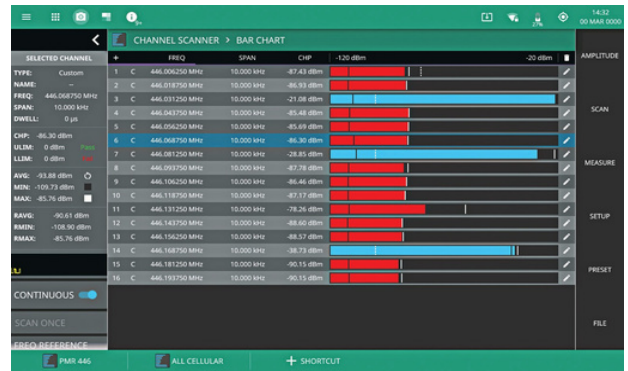 14:32
37%
00 MAR 0000
CHANNEL SCANNER > BAR CHART
SELECTED CHANNEL
TYPE: Custom
NAME: --
FREQ: 446.068750 MHz
SPAN: 10.000 kHz
DWELL: 0 µs
CHP: -86.30 dBm
ULIM: 0 dBm Pass
LLIM: 0 dBm
AVG: -93.88 dBm
MIN: -109.73 dBm
MAX: -85.76 dBm
RAVG: -90.61 dBm
RMIN: -108.90 dBm
RMAX: -85.76 dBm
CONTINUOUS
SCAN ONCE
FREQ REFERENCE
+ FREQ SPAN CHP -120 dBm -20 dBm
1 C 446.006250 MHz 10.000 kHz -87.43 dBm
2 C 446.018750 MHz 10.000 kHz -86.93 dBm
3 C 446.031250 MHz 10.000 kHz -21.08 dBm
4 C 446.043750 MHz 10.000 kHz -85.48 dBm
5 C 446.056250 MHz 10.000 kHz -85.69 dBm
6 C 446.068750 MHz 10.000 kHz -86.30 dBm
7 C 446.081250 MHz 10.000 kHz -28.85 dBm
8 C 446.093750 MHz 10.000 kHz -87.78 dBm
9 C 446.106250 MHz 10.000 kHz -86.46 dBm
10 C 446.118750 MHz 10.000 kHz -87.17 dBm
11 C 446.131250 MHz 10.000 kHz -78.26 dBm
12 C 446.143750 MHz 10.000 kHz -88.60 dBm
13 C 446.156250 MHz 10.000 kHz -88.57 dBm
14 C 446.168750 MHz 10.000 kHz -38.73 dBm
15 C 446.181250 MHz 10.000 kHz -90.15 dBm
16 C 446.193750 MHz 10.000 kHz -90.15 dBm
AMPLITUDE
SCAN
MEASURE
SETUP
PRESET
FILE
PMR 446
ALL CELLULAR
+ SHORTCUT